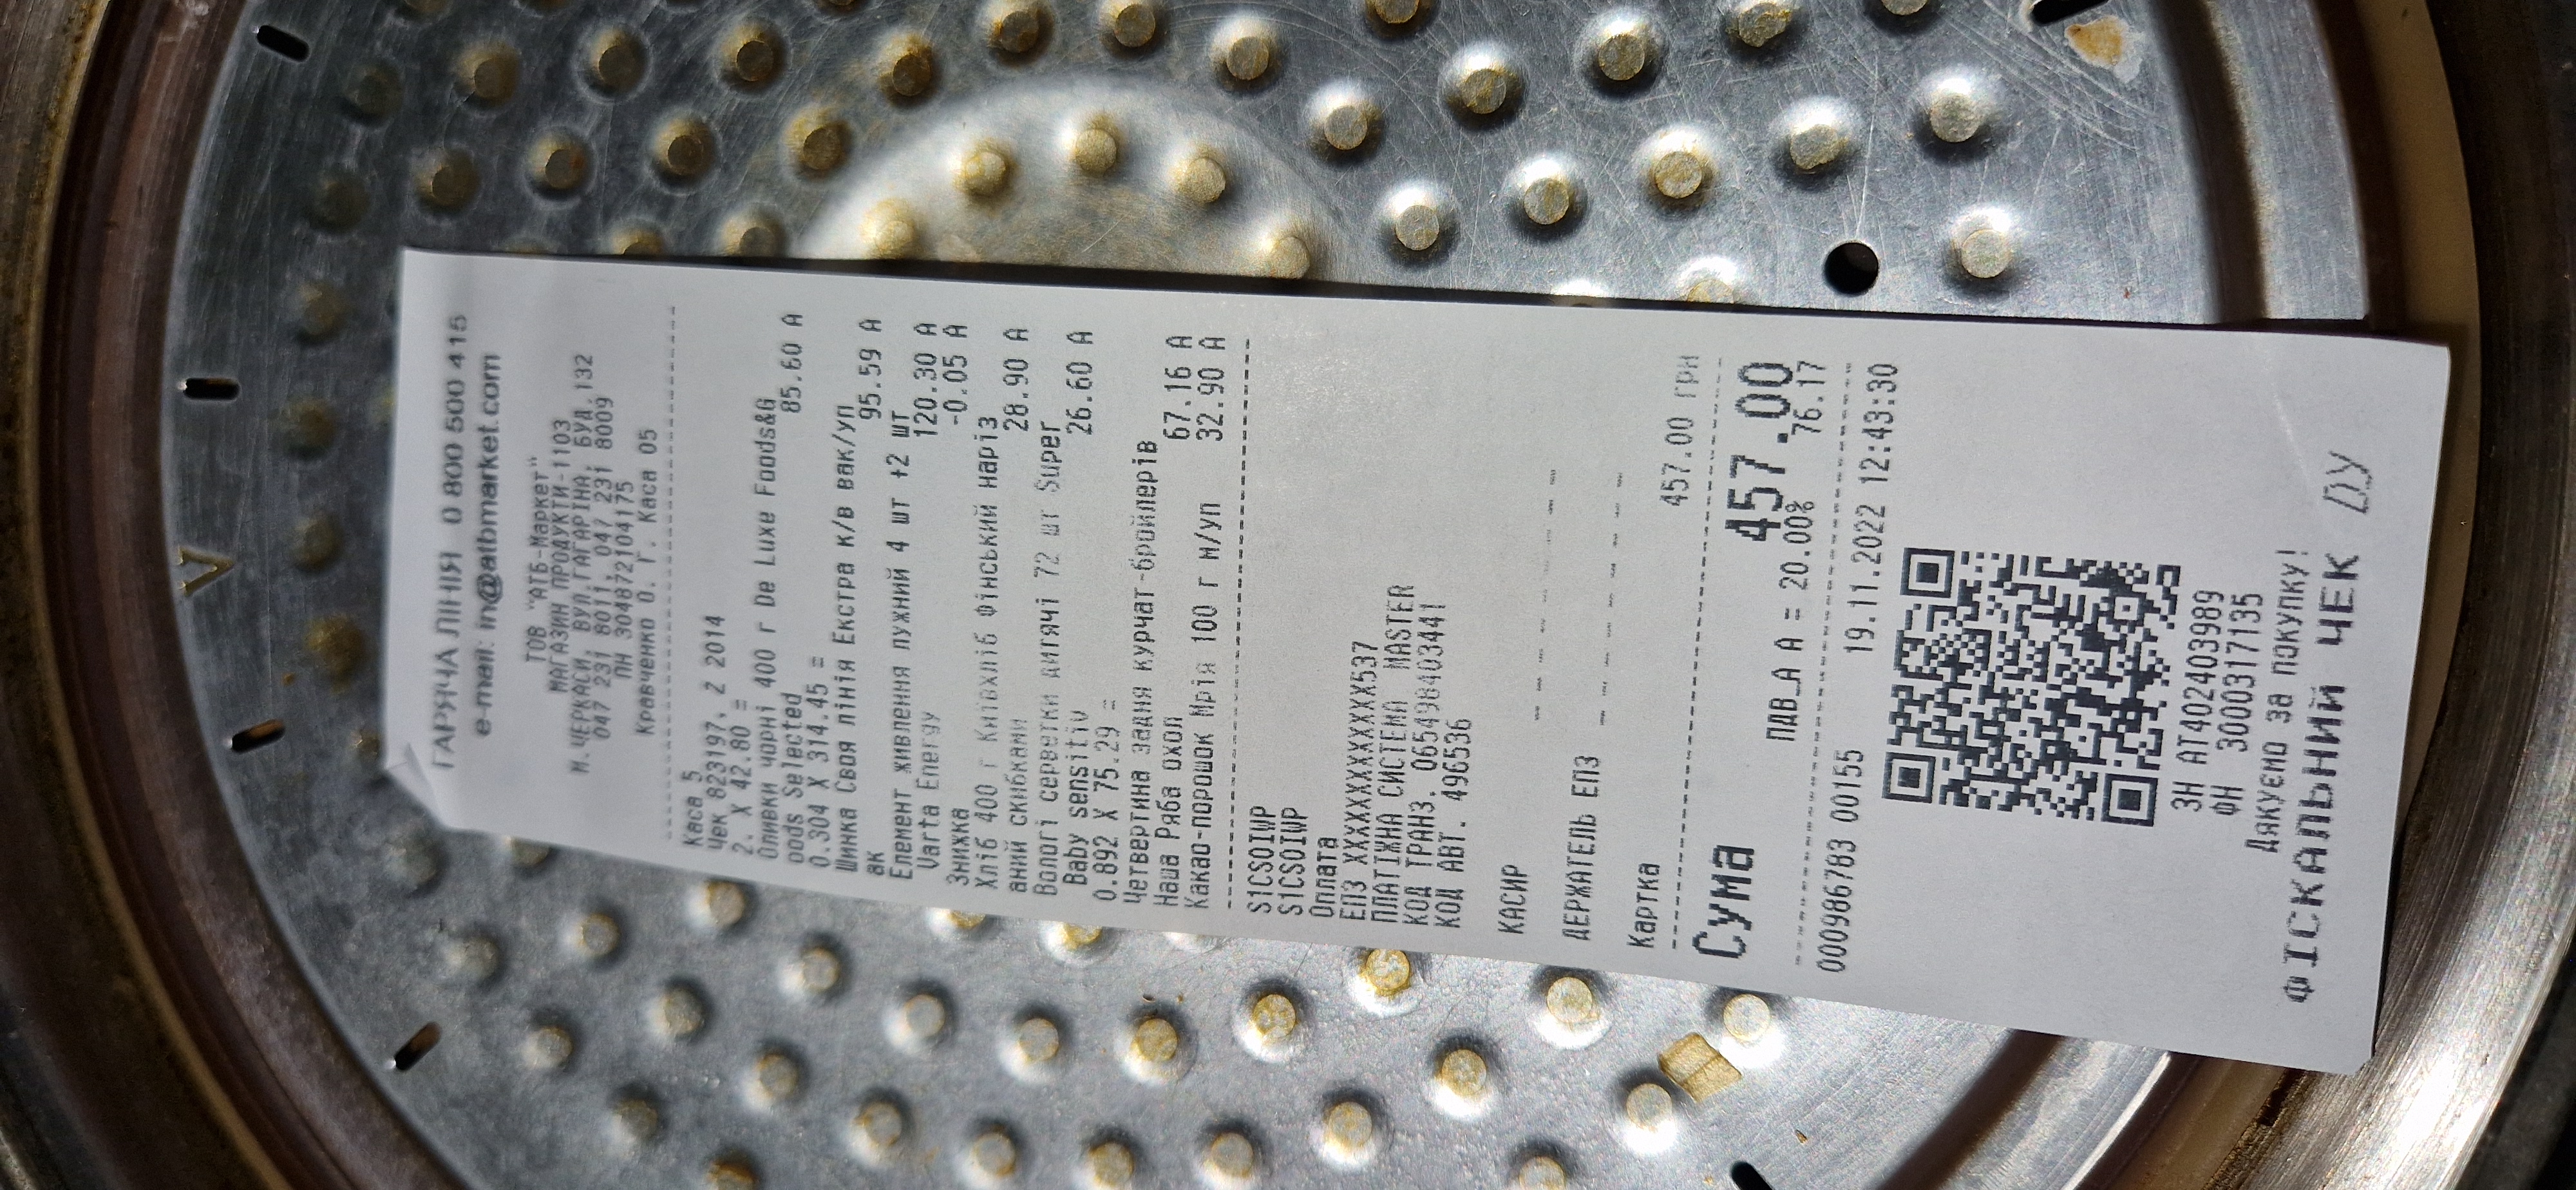 ГАРЯЧА ЛІНІЯ 0 800 500 415
e-mail: in@atbmarket.com
ТОВ "АТБ-Маркет"
МАГАЗИН ПРОДУКТИ-1103
М.ЧЕРКАСИ, ВУЛ.ГАГАРІНА, БУД.132
047 231 8011, 047 231 8009
ПН 304872104175
Кравченко О. Г. Каса 05
Каса 5
Чек 823197. 2 2014
2. X 42.80 =
Оливки чорні 400 г De Luxe Foods&G
oods Selected 85.60 А
0.304 X 314.45 =
Шинка Своя лінія Екстра к/в вак/уп
ак 95.59 А
Елемент живлення лужний 4 шт +2 шт
Varta Energy 120.30 А
Знижка -0.05 А
Хліб 400 г Київхліб Фінський наріз
аний скибками 28.90 А
Вологі серветки дитячі 72 шт Super
Baby sensitiv 26.60 А
0.892 X 75.29 =
Четвертина задня курчат-бройлерів
Наша Ряба охол 67.16 А
Какао-порошок Мрія 100 г м/уп 32.90 А
S1CSOIWP
S1CSOIWP
Оплата
ЕПЗ XXXXXXXXXXXXX537
ПЛАТІЖНА СИСТЕМА MASTER
КОД ТРАНЗ. 065498403441
КОД АВТ. 496536
КАСИР
ДЕРЖАТЕЛЬ ЕПЗ
Картка 457.00 ГРН
Сума 457.00
ПДВ_А А = 20.00% 76.17
0000986783 00155 19.11.2022 12:43:30
ЗН АТ402403989
ФН 3000317135
Дякуємо за покупку!
ФІСКАЛЬНИЙ ЧЕК